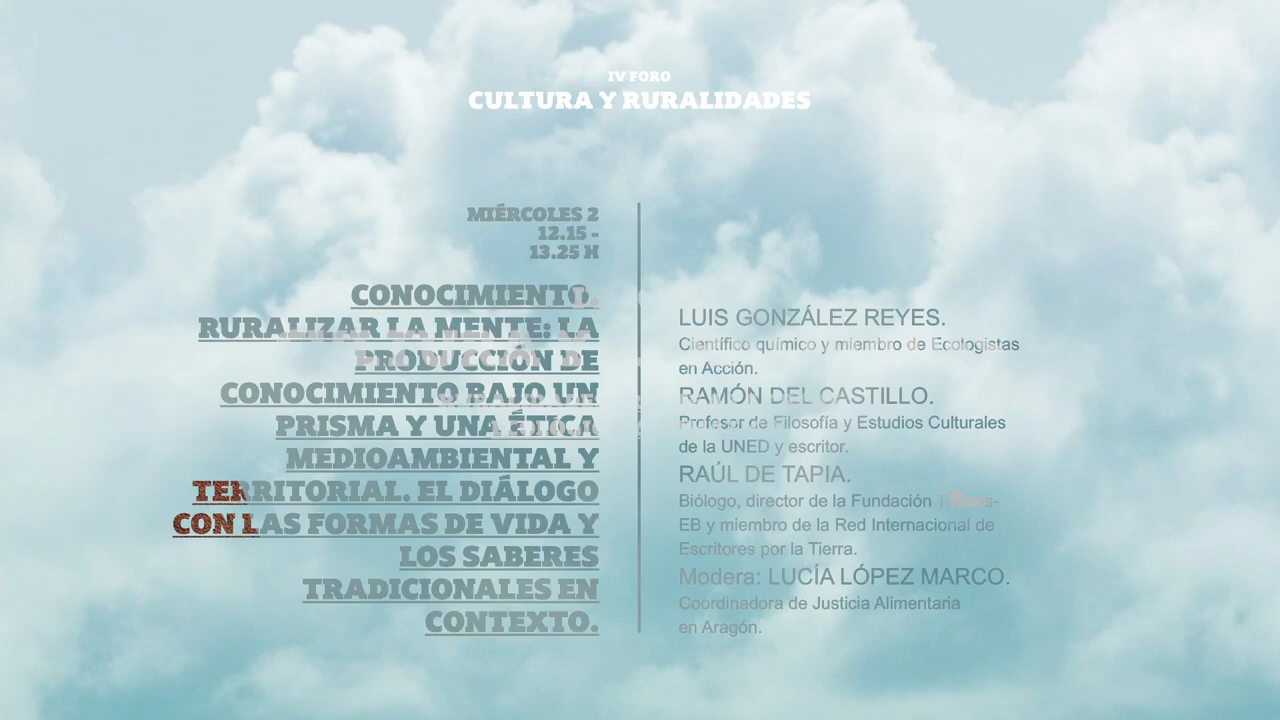 IV FORO
CULTURA Y RURALIDADES
MIÉRCOLES 2
12.15 -
13.25 H
CONOCIMIENTO.
RURALIZAR LA MENTE: LA
PRODUCCIÓN DE
CONOCIMIENTO BAJO UN
PRISMA Y UNA ÉTICA
MEDIOAMBIENTAL Y
TERRITORIAL. EL DIÁLOGO
CON LAS FORMAS DE VIDA Y
LOS SABERES
TRADICIONALES EN
CONTEXTO.
LUIS GONZÁLEZ REYES.
Científico químico y miembro de Ecologistas
en Acción.
RAMÓN DEL CASTILLO.
Profesor de Filosofía y Estudios Culturales
de la UNED y escritor.
RAÚL DE TAPIA.
Biólogo, director de la Fundación
EB y miembro de la Red Internacional de
Escritores por la Tierra.
Modera: LUCÍA LÓPEZ MARCO.
Coordinadora de Justicia Alimentaria
en Aragón.